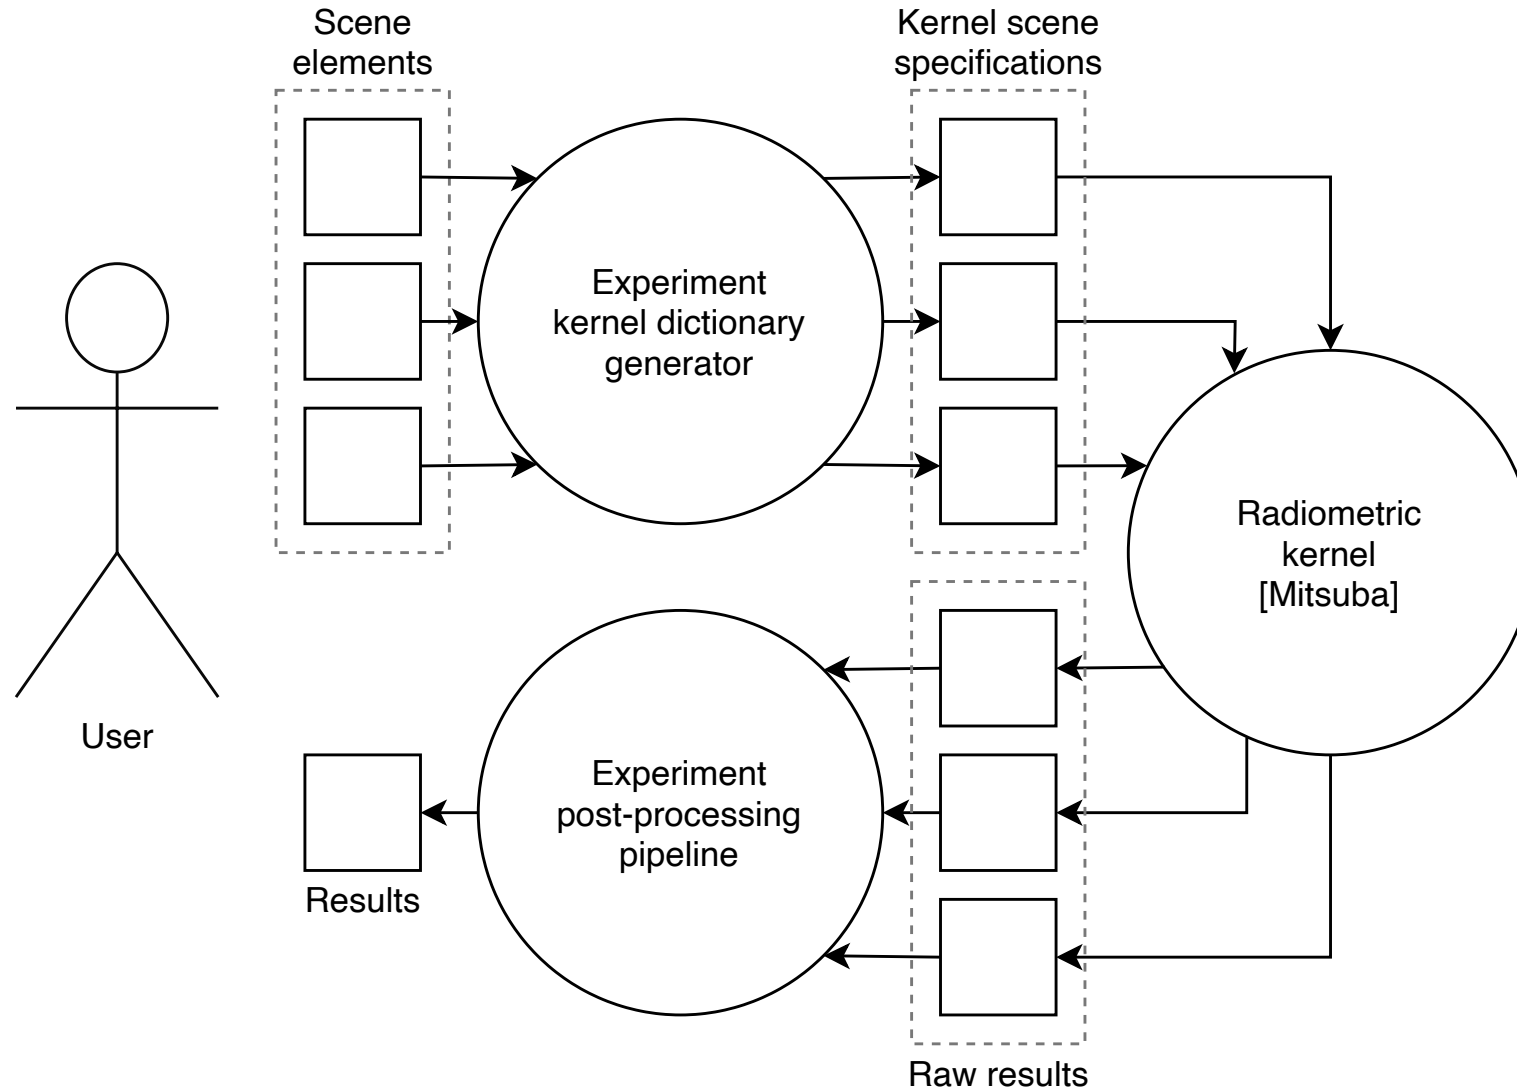 Scene
elements
Kernel scene
specifications
Experiment
kernel dictionary
generator
Radiometric
kernel
[Mitsuba]
User
Experiment
post-processing
pipeline
Results
Raw results